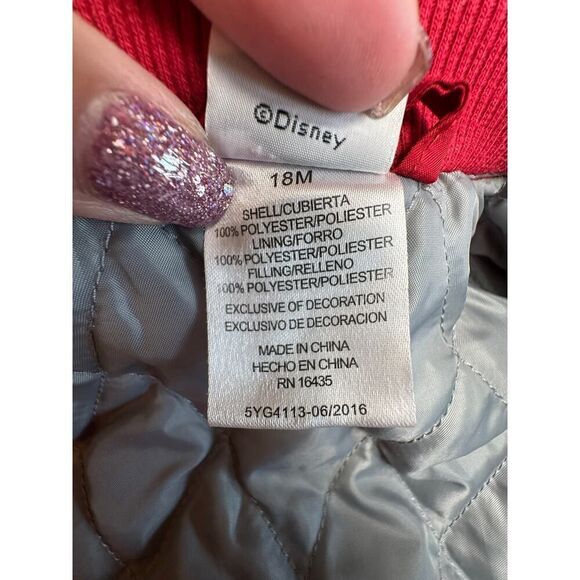 ©Disney
18M
SHELL/CUBIERTA
100% POLYESTER/POLIESTER
LINING/FORRO
100% POLYESTER/POLIESTER
FILLING/RELLENO
100% POLYESTER/POLIESTER
EXCLUSIVE OF DECORATION
EXCLUSIVO DE DECORACION
MADE IN CHINA
HECHO EN CHINA
RN 16435
5YG4113-06/2016